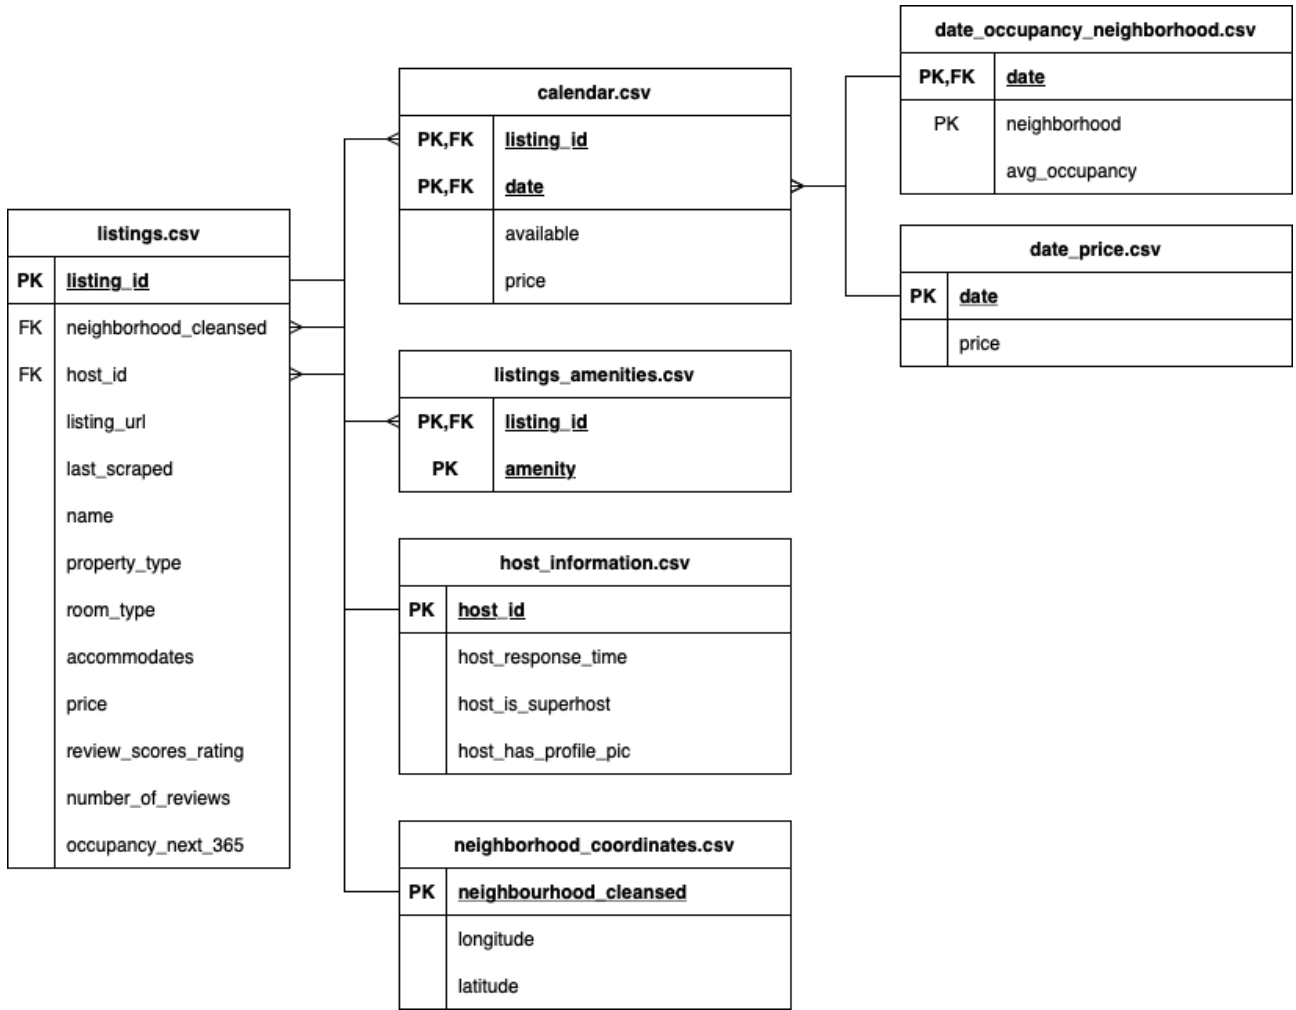 listings.csv
PK listing_id
FK neighborhood_cleansed
FK host_id
listing_url
last_scraped
name
property_type
room_type
accommodates
price
review_scores_rating
number_of_reviews
occupancy_next_365
calendar.csv
PK,FK listing_id
PK,FK date
available
price
listings_amenities.csv
PK,FK listing_id
PK amenity
host_information.csv
PK host_id
host_response_time
host_is_superhost
host_has_profile_pic
neighborhood_coordinates.csv
PK neighbourhood_cleansed
longitude
latitude
date_occupancy_neighborhood.csv
PK,FK date
PK neighborhood
avg_occupancy
date_price.csv
PK date
price